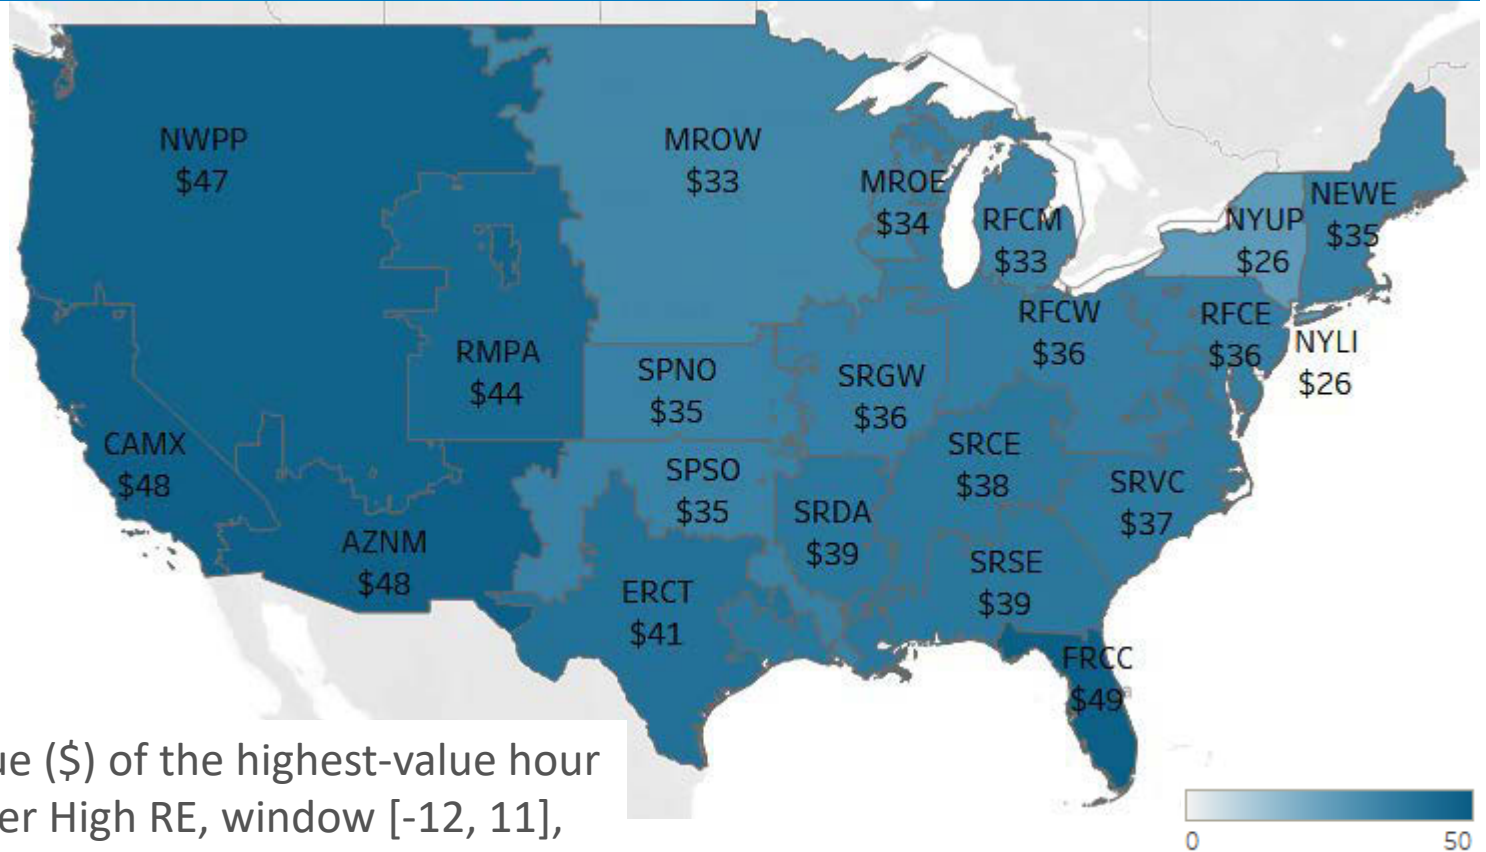 NWPP
$47
MROW
$33
MROE
$34
RFCM
$33
NYUP
$26
NEWE
$35
RMPA
$44
SPNO
$35
SRGW
$36
RFCW
$36
RFCE
$36
NYLI
$26
CAMX
$48
AZNM
$48
SPSO
$35
SRDA
$39
SRCE
$38
SRVC
$37
ERCT
$41
SRSE
$39
FRCC
$49
($) of the highest-value hour
High RE, window [-12, 11],
0
50